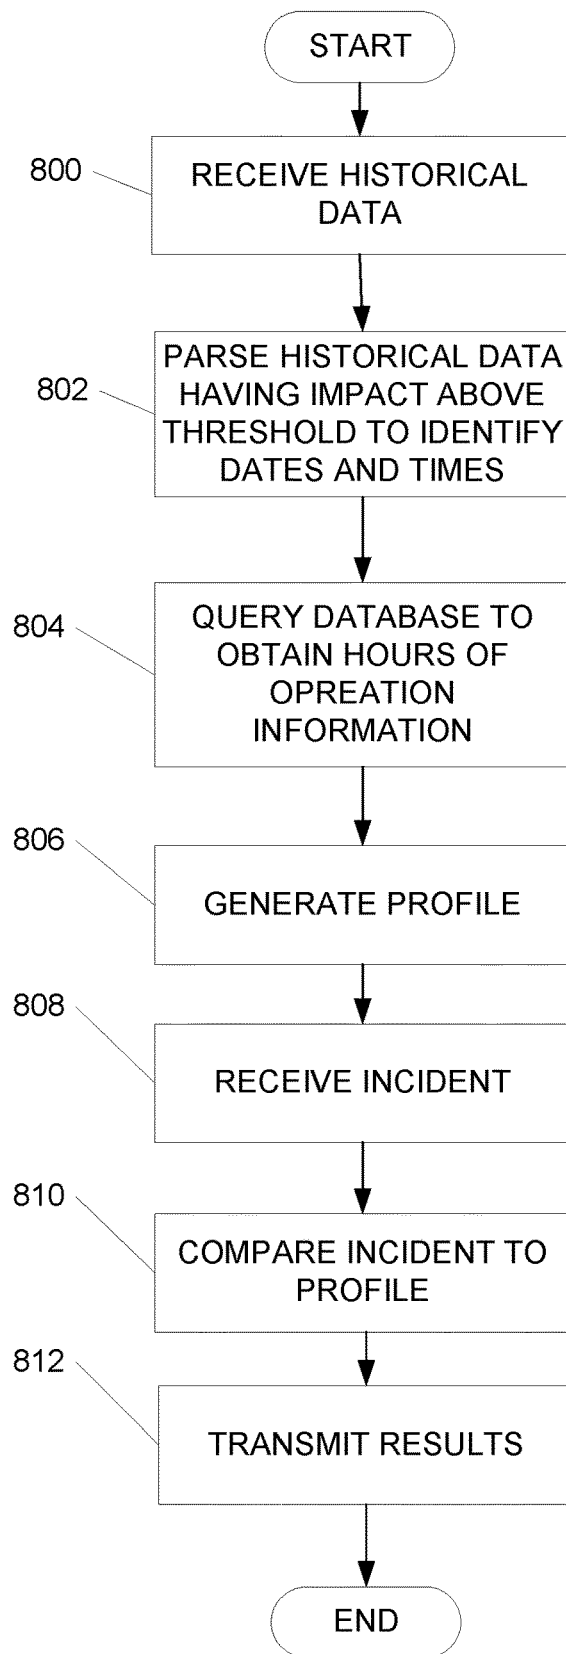 START
800
RECEIVE HISTORICAL
DATA
802
PARSE HISTORICAL DATA
HAVING IMPACT ABOVE
THRESHOLD TO IDENTIFY
DATES AND TIMES
804
QUERY DATABASE TO
OBTAIN HOURS OF
OPREATION
INFORMATION
806
GENERATE PROFILE
808
RECEIVE INCIDENT
810
COMPARE INCIDENT TO
PROFILE
812
TRANSMIT RESULTS
END